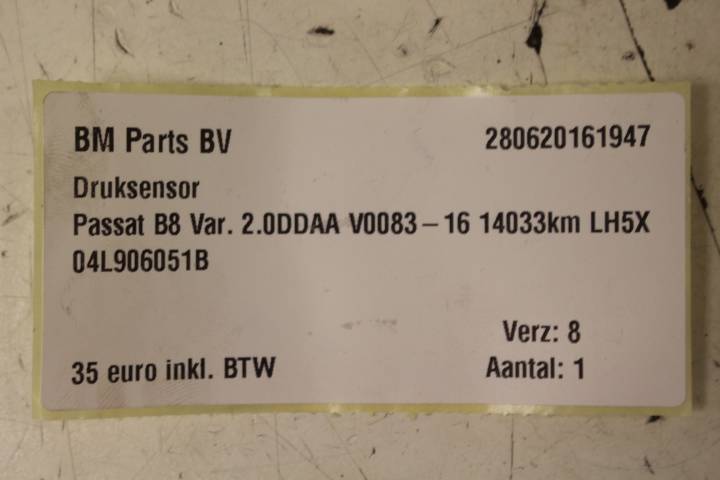 BM Parts BV 280620161947
Druksensor
Passat B8 Var. 2.0DDAA V0083-16 14033km LH5X
04L906051B
Verz: 8
35 euro inkl. BTW Aantal: 1